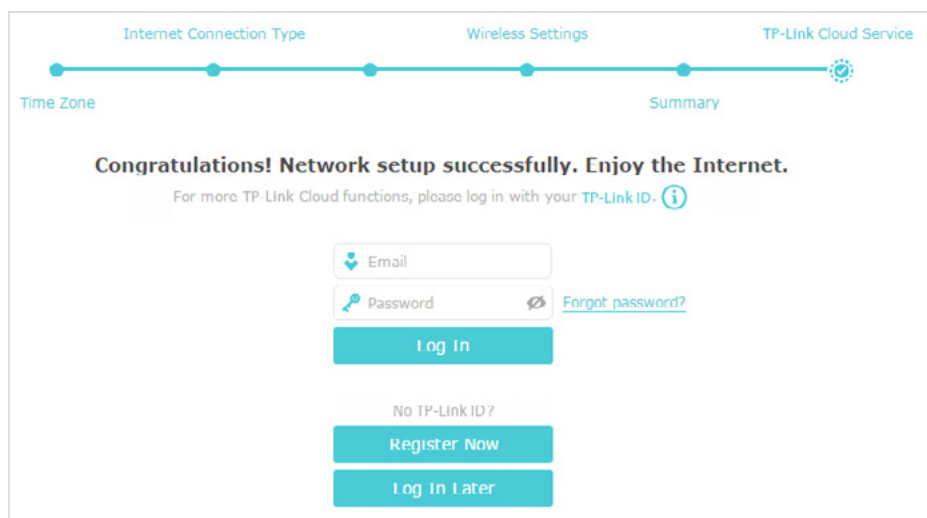 Internet Connection Type Wireless Settings TP-Link Cloud Service
Time Zone Summary
Congratulations! Network setup successfully. Enjoy the Internet.
For more TP-Link Cloud functions, please log in with your TP-Link ID.
Email
Password Forgot password?
Log In
No TP-Link ID?
Register Now
Log In Later